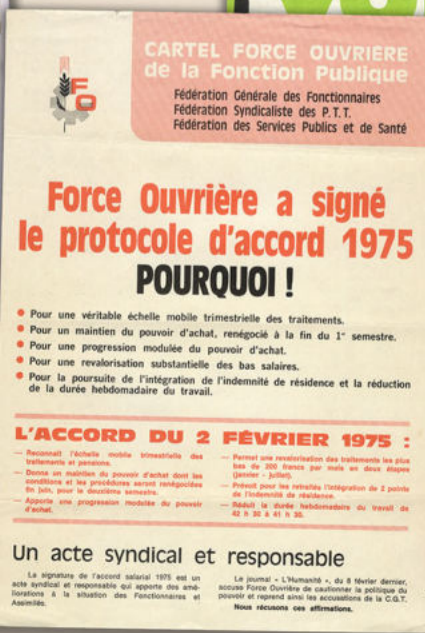 FO
CARTEL FORCE OUVRIÈRE
de la Fonction Publique
Fédération Générale des Fonctionnaires
Fédération Syndicaliste des P.T.T.
Fédération des Services Publics et de Santé
Force Ouvrière a signé
le protocole d'accord 1975
POURQUOI !
• Pour une véritable échelle mobile trimestrielle des traitements.
• Pour un maintien du pouvoir d'achat, renégocié à la fin du 1er semestre.
• Pour une progression modulée du pouvoir d'achat.
• Pour une revalorisation substantielle des bas salaires.
• Pour la poursuite de l'intégration de l'indemnité de résidence et la réduction
de la durée hebdomadaire du travail.
L'ACCORD DU 2 FÉVRIER 1975 :
— Reconnait l'échelle mobile trimestrielle des
traitements et pensions.
— Donne un maintien du pouvoir d'achat dont les
conditions et les procédures seront renégociées
fin juin, pour le deuxième semestre.
— Apporte une progression modulée du pouvoir
d'achat.
— Permet une revalorisation des traitements les plus
bas de 200 francs par mois en deux étapes
(janvier - juillet).
— Prévoit pour les retraités l'intégration de 2 points
de l'indemnité de résidence.
— Réduit la durée hebdomadaire du travail de
42 h 30 à 41 h 30.
Un acte syndical et responsable
La signature de l'accord salarial 1975 est un
acte syndical et responsable qui apporte des amé-
liorations à la situation des Fonctionnaires et
Assimilés.
Le journal « L'Humanité », du 8 février dernier,
accuse Force Ouvrière de cautionner la politique du
pouvoir et reprend ainsi les accusations de la C.G.T.
Nous récusons ces affirmations.